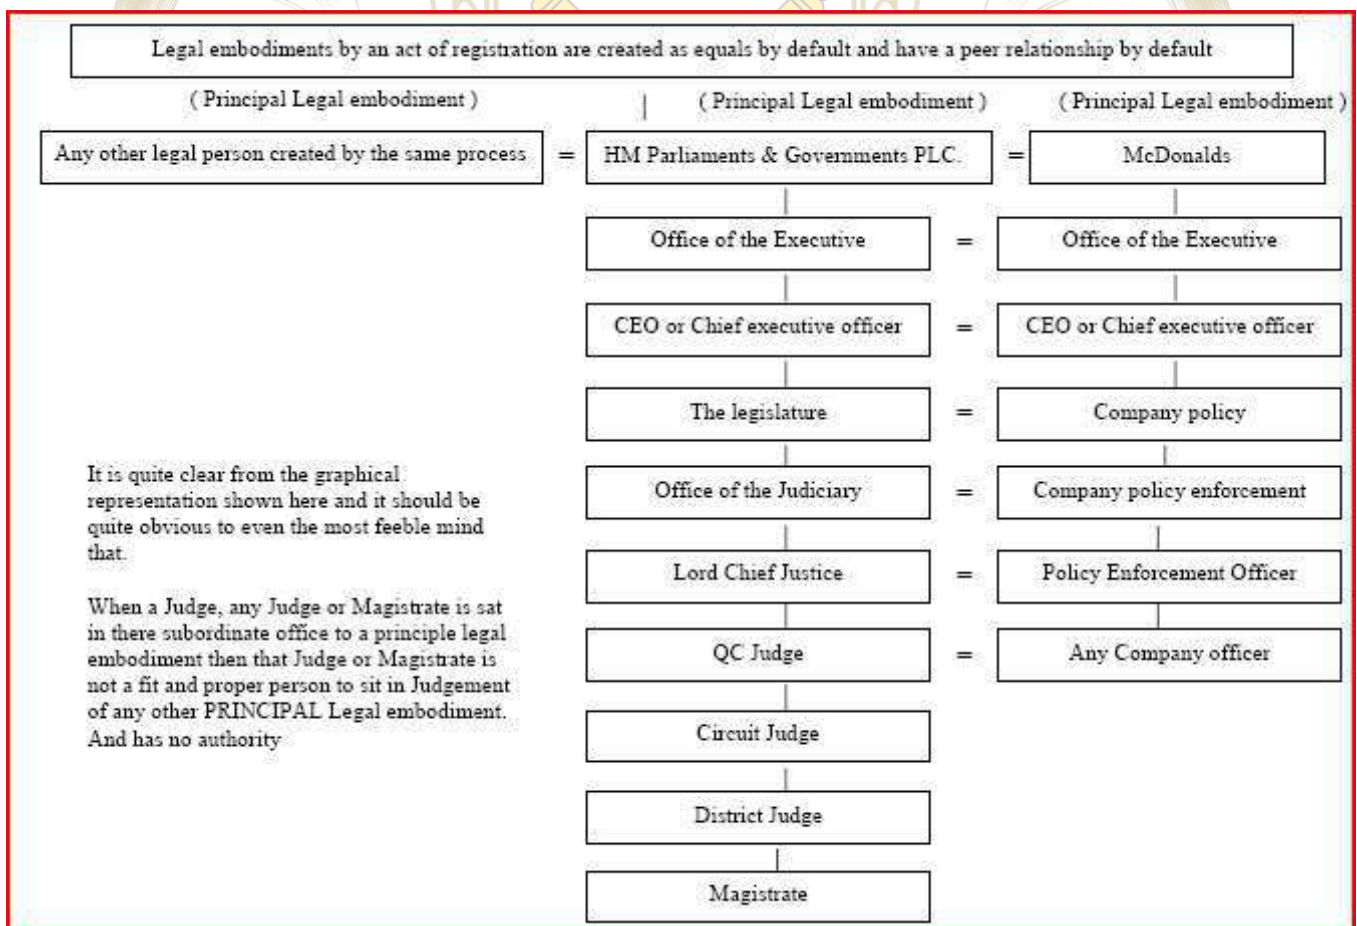 Legal embodiments by an act of registration are created as equals by default and have a peer relationship by default
( Principal Legal embodiment )
( Principal Legal embodiment )
( Principal Legal embodiment )
Any other legal person created by the same process
=
HM Parliaments & Governments PLC.
=
McDonalds
Office of the Executive
=
Office of the Executive
CEO or Chief executive officer
=
CEO or Chief executive officer
The legislature
=
Company policy
Office of the Judiciary
=
Company policy enforcement
Lord Chief Justice
=
Policy Enforcement Officer
QC Judge
=
Any Company officer
Circuit Judge
District Judge
Magistrate
It is quite clear from the graphical
representation shown here and it should be
quite obvious to even the most feeble mind
that.
When a Judge, any Judge or Magistrate is sat
in there subordinate office to a principle legal
embodiment then that Judge or Magistrate is
not a fit and proper person to sit in Judgement
of any other PRINCIPAL Legal embodiment.
And has no authority